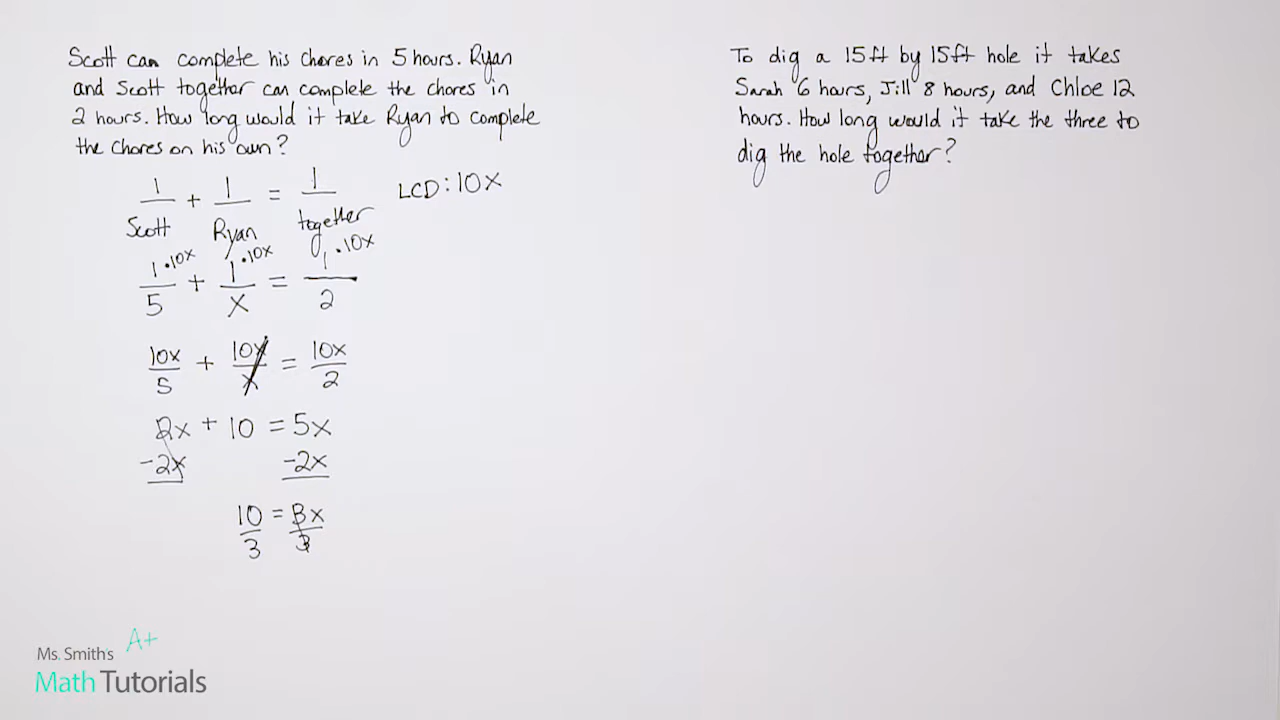 Scott can complete his chores in 5 hours. Ryan
and Scott together can complete the chores in
2 hours. How long would it take Ryan to complete
the chores on his own?
1 + 1 = 1
Scott Ryan together
LCD: 10x
1·10x + 1·10x = 1·10x
5 x 2
10x + 10x = 10x
5 x 2
2x + 10 = 5x
-2x -2x
10 = 3x
3 3
To dig a 15ft by 15ft hole it takes
Sarah 6 hours, Jill 8 hours, and Chloe 12
hours. How long would it take the three to
dig the hole together?
A+
Ms. Smith's
Math Tutorials